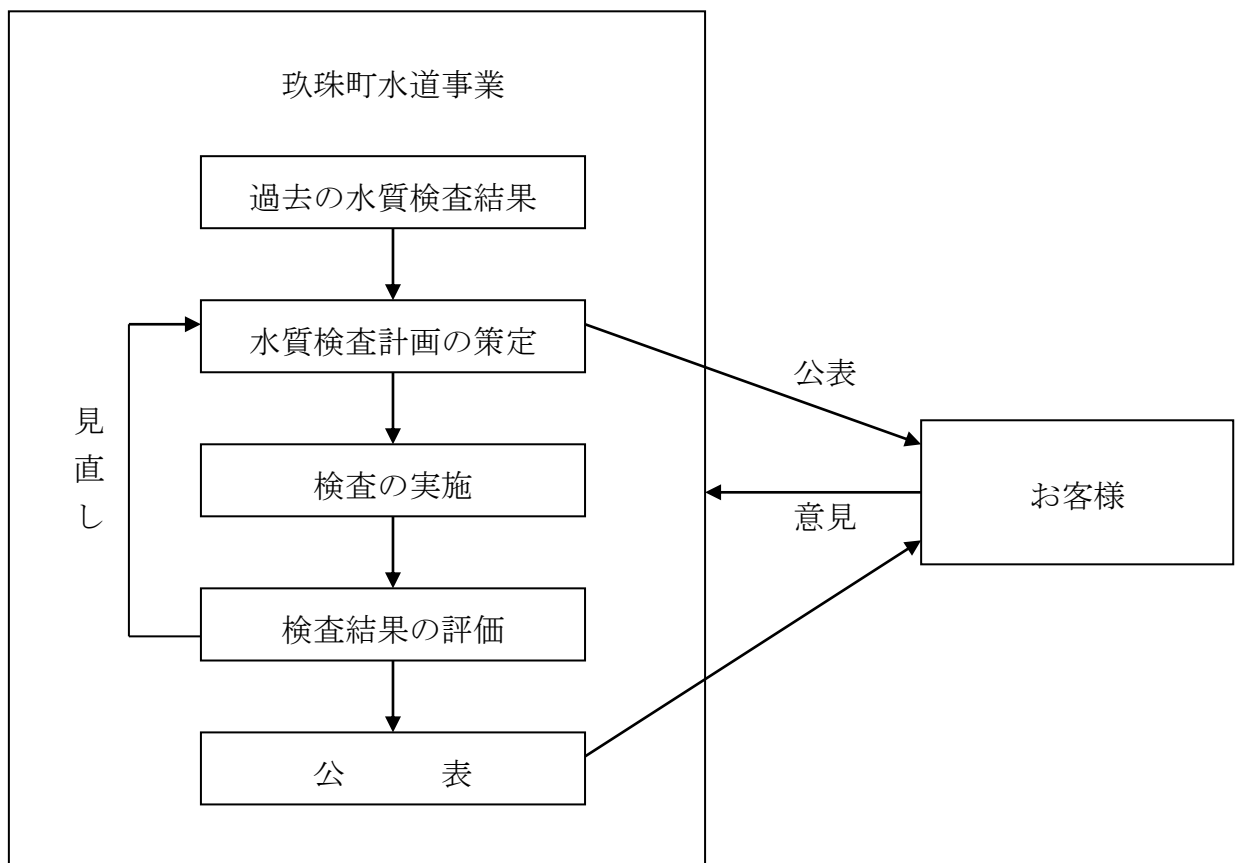 玖珠町水道事業
過去の水質検査結果
水質検査計画の策定
公表
見直し
検査の実施
お客様
意見
検査結果の評価
公　　　表